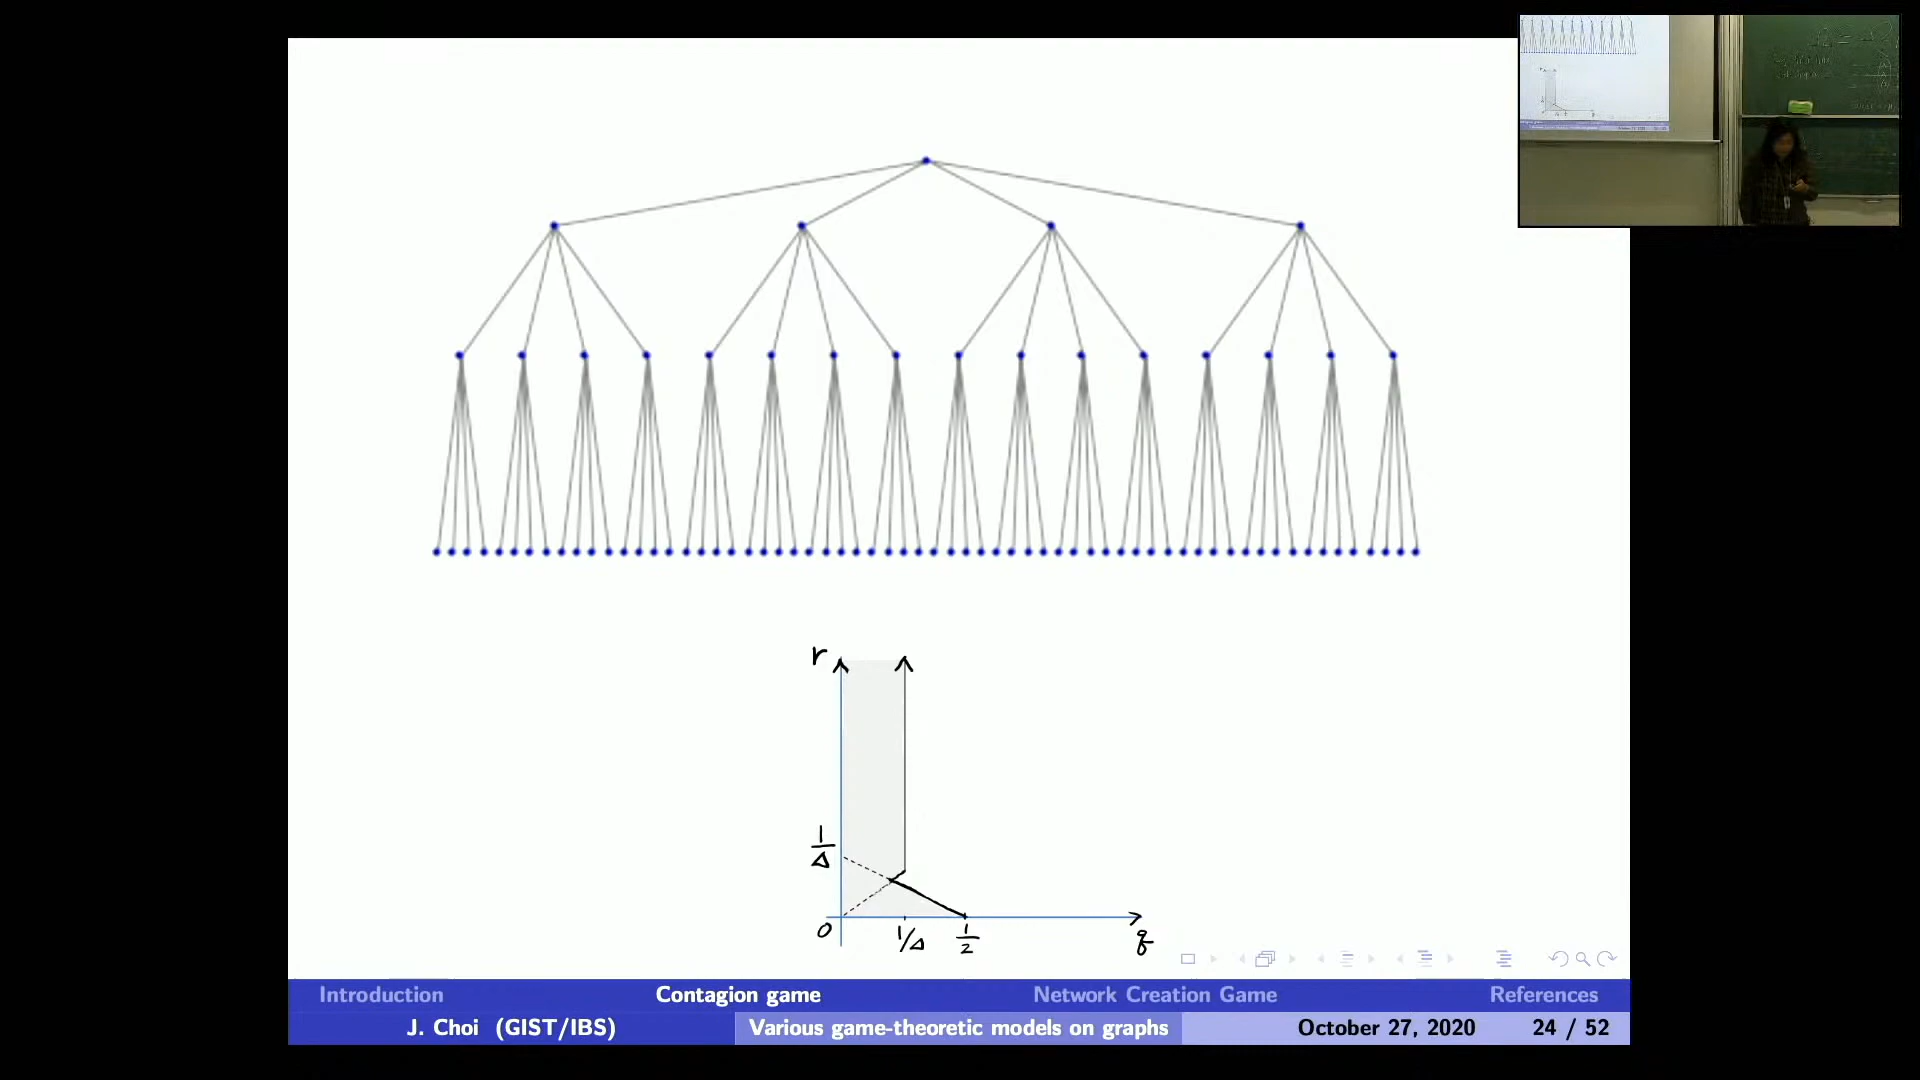 r
1/Δ
0
1/Δ
1/2
q
Introduction
Contagion game
Network Creation Game
References
J. Choi (GIST/IBS)
Various game-theoretic models on graphs
October 27, 2020
24 / 52